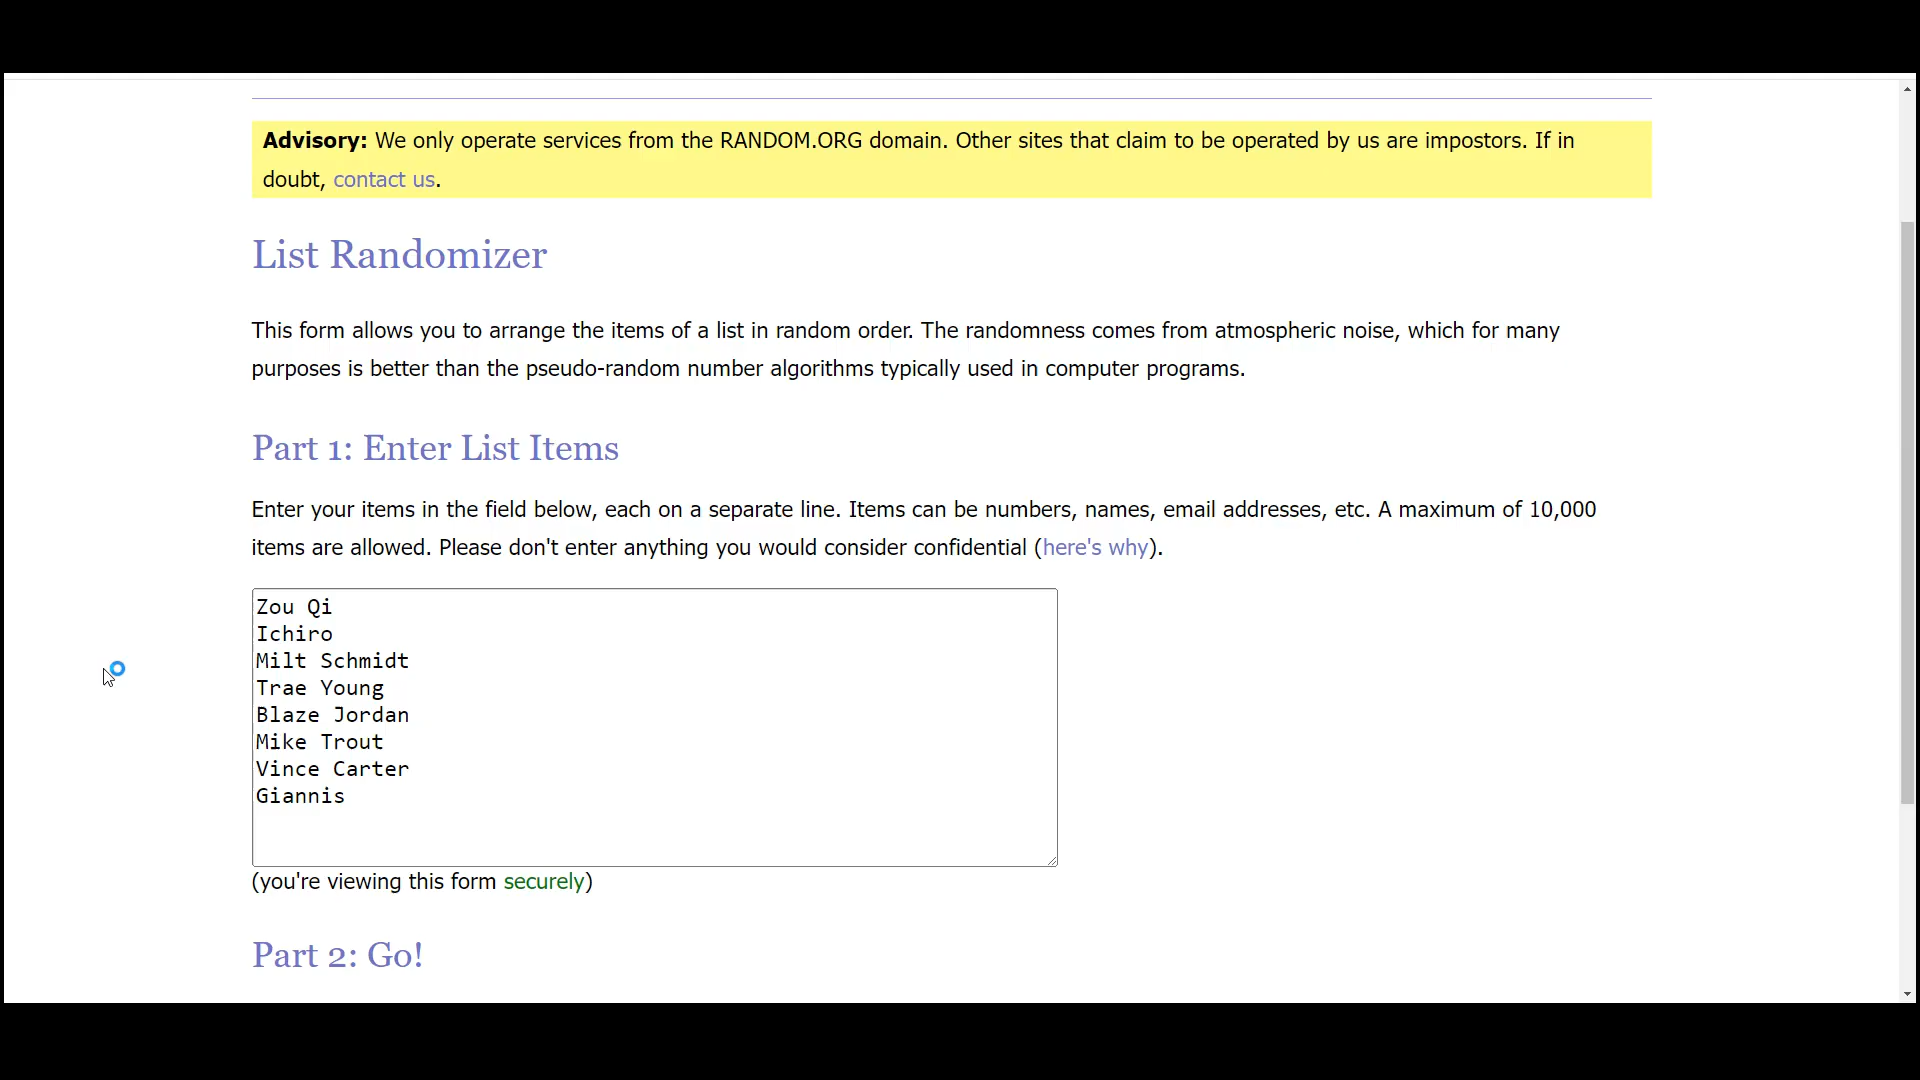 Advisory: We only operate services from the RANDOM.ORG domain. Other sites that claim to be operated by us are impostors. If in
doubt, contact us.
List Randomizer
This form allows you to arrange the items of a list in random order. The randomness comes from atmospheric noise, which for many
purposes is better than the pseudo-random number algorithms typically used in computer programs.
Part 1: Enter List Items
Enter your items in the field below, each on a separate line. Items can be numbers, names, email addresses, etc. A maximum of 10,000
items are allowed. Please don't enter anything you would consider confidential (here's why).
Zou Qi
Ichiro
Milt Schmidt
Trae Young
Blaze Jordan
Mike Trout
Vince Carter
Giannis
(you're viewing this form securely)
Part 2: Go!